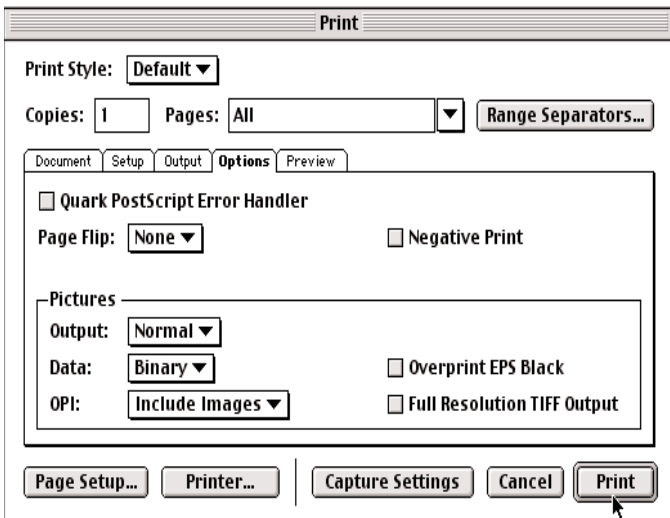 Print
Print Style: Default
Copies: 1 Pages: All Range Separators...
Document Setup Output Options Preview
Quark PostScript Error Handler
Page Flip: None Negative Print
Pictures
Output: Normal
Data: Binary Overprint EPS Black
OPI: Include Images Full Resolution TIFF Output
Page Setup... Printer... Capture Settings Cancel Print